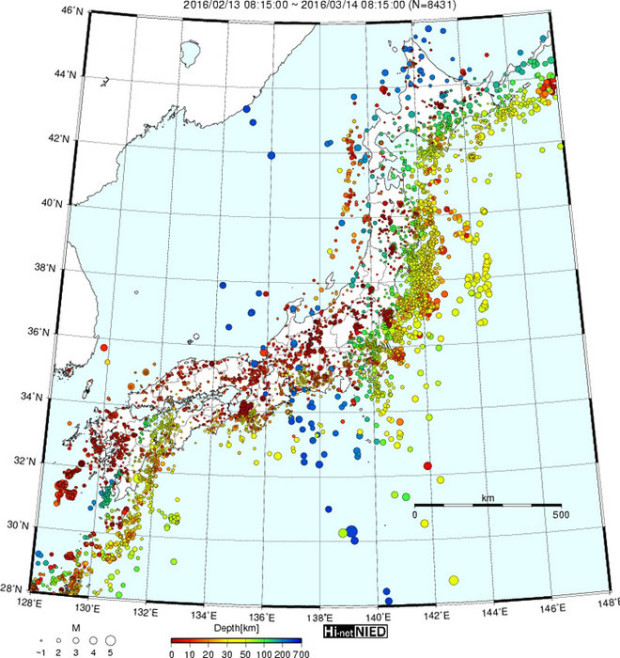 2016/02/13 08:15:00 ~ 2016/03/14 08:15:00 (N=8431)
46°N
44°N
42°N
40°N
38°N
36°N
34°N
32°N
30°N
28°N
km
0 500
128°E 130°E 132°E 134°E 136°E 138°E 140°E 142°E 144°E 146°E 148°E
M
-1 2 3 4 5
Depth[km]
0 10 20 30 50 100 200 700
Hi-net NIED